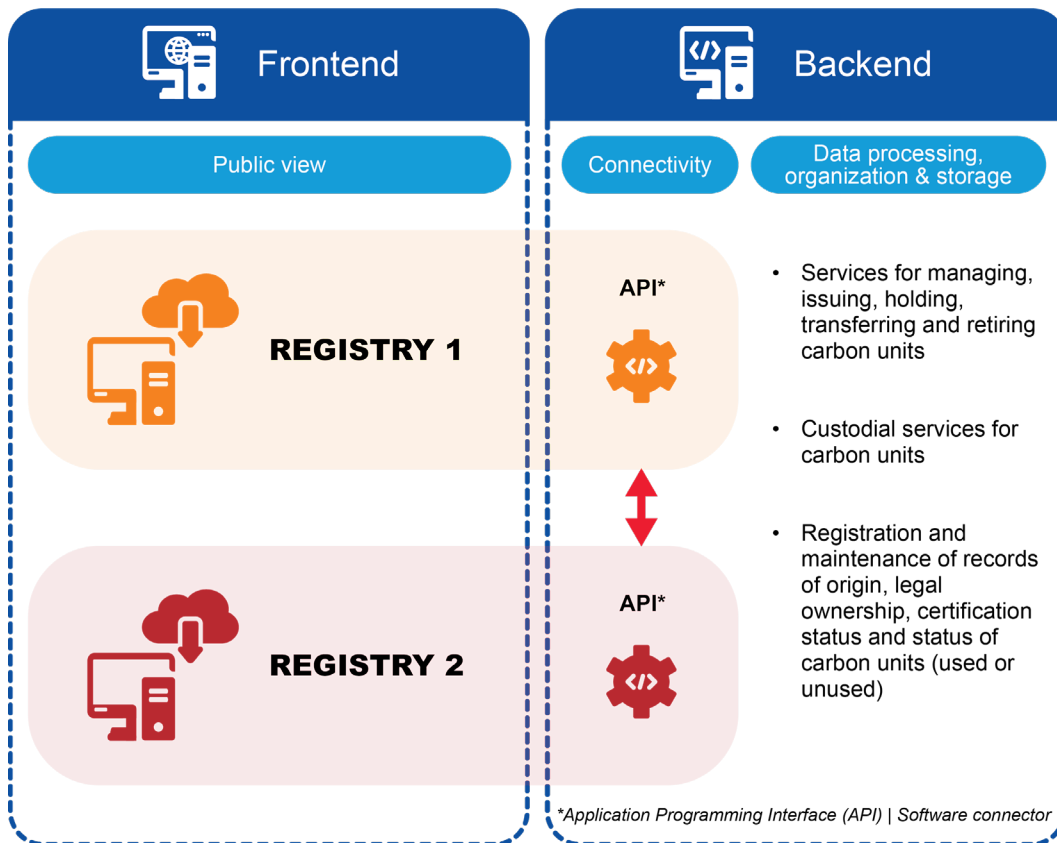 Frontend
Backend
Public view
Connectivity
Data processing,
organization & storage
REGISTRY 1
API*
</>
• Services for managing,
issuing, holding,
transferring and retiring
carbon units
• Custodial services for
carbon units
• Registration and
maintenance of records
of origin, legal
ownership, certification
status and status of
carbon units (used or
unused)
REGISTRY 2
API*
</>
*Application Programming Interface (API) | Software connector